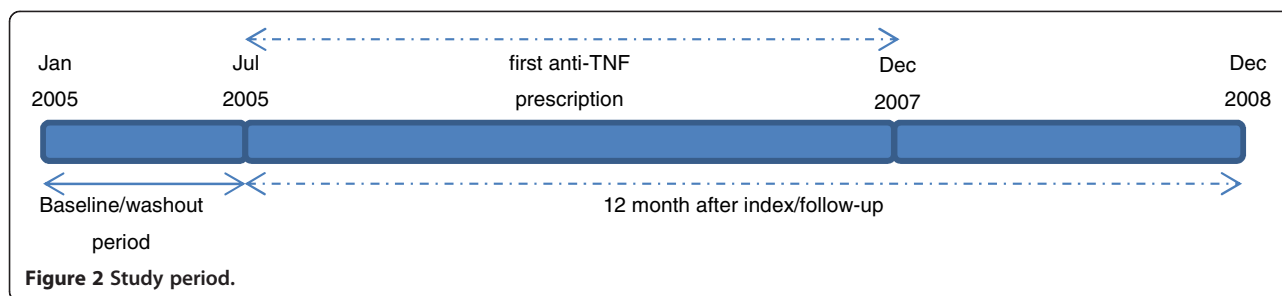 Jan
2005
Jul
2005
first anti-TNF
prescription
Dec
2007
Dec
2008
Baseline/washout
period
12 month after index/follow-up
Figure 2 Study period.